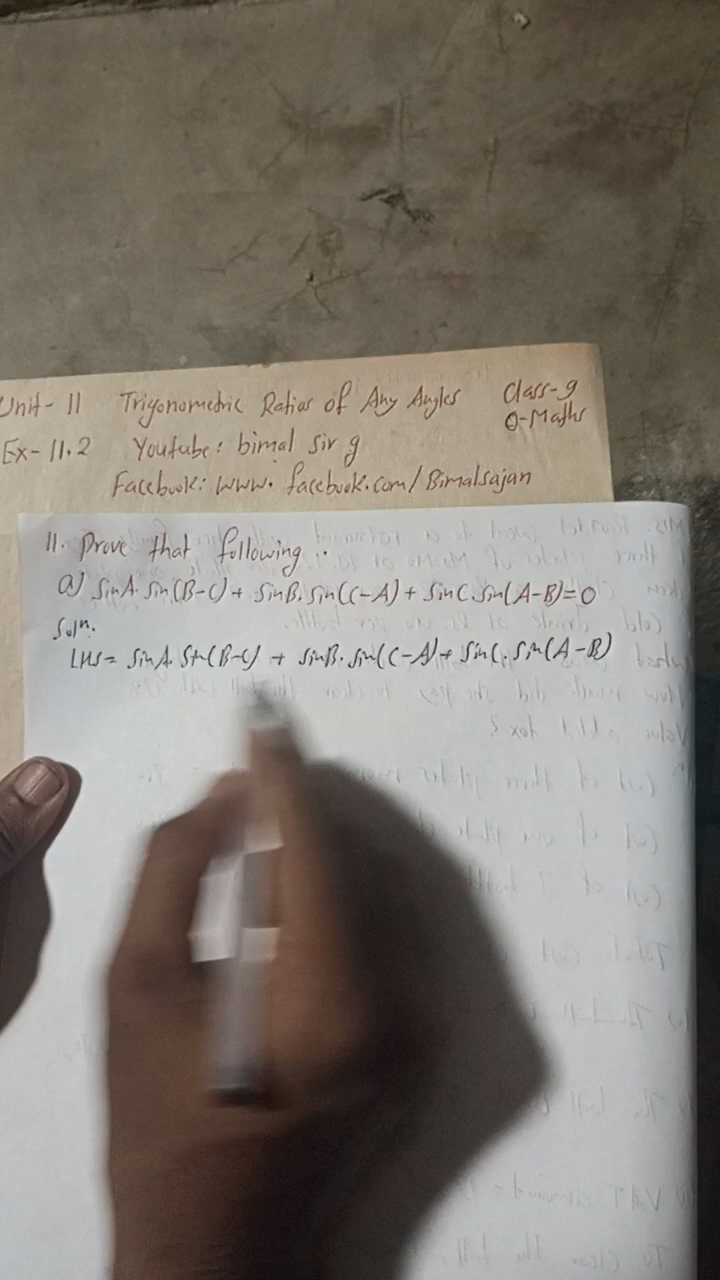 Unit-11 Trigonometric Ratios of Any Angles Class-9
O-Maths
Ex-11.2 Youtube: bimal sir g
Facebook: www.facebook.com/Bimalsajan
11. Prove that following:
a) SinA. Sin(B-C) + SinB. Sin(C-A) + SinC. Sin(A-B)=0
Solⁿ.
LHS = SinA. Sin(B-C) + SinB. Sin(C-A) + SinC. Sin(A-B)